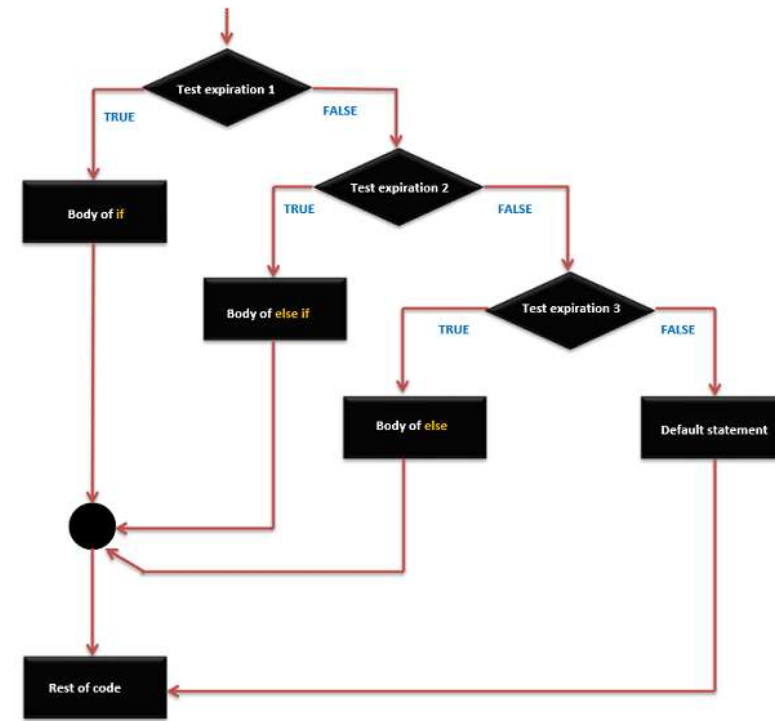 Test expiration 1
TRUE
FALSE
Test expiration 2
Body of if
TRUE
FALSE
Body of else if
Test expiration 3
TRUE
FALSE
Body of else
Default statement
Rest of code